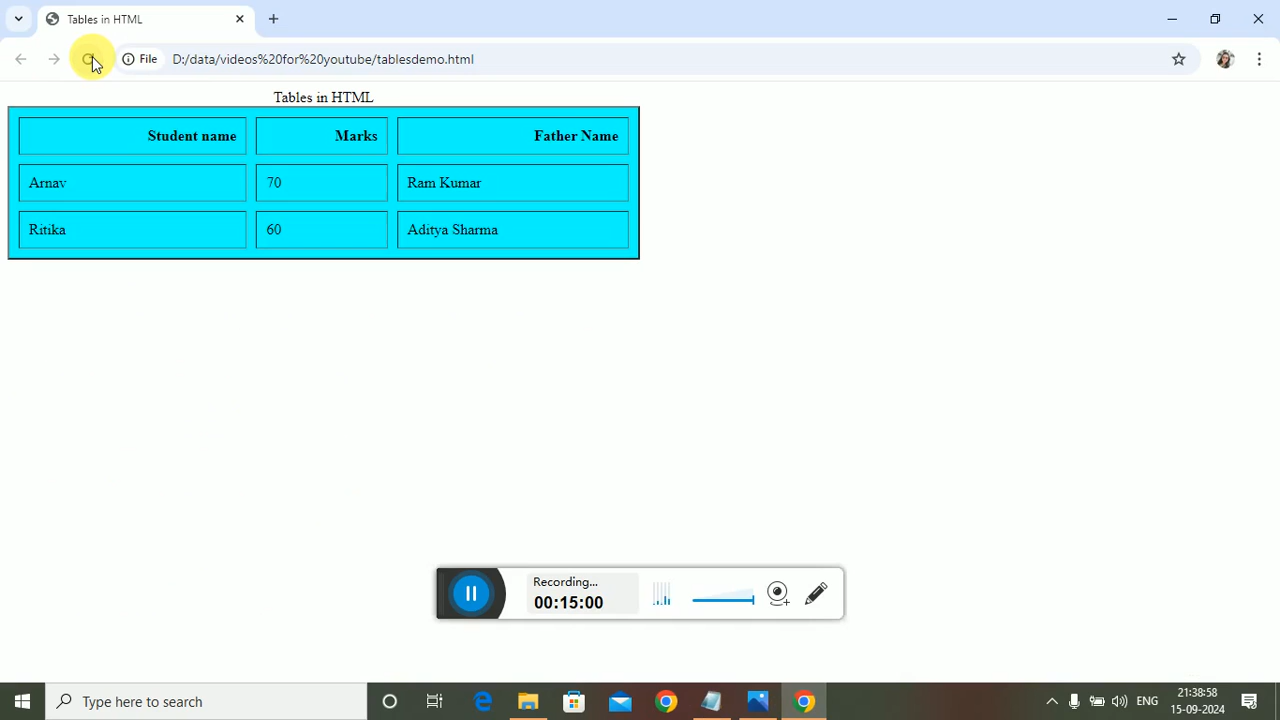 Tables in HTML
File
D:/data/videos%20for%20youtube/tablesdemo.html
Tables in HTML
Student name Marks Father Name
Arnav 70 Ram Kumar
Ritika 60 Aditya Sharma
Recording...
00:15:00
Type here to search
ENG
21:38:58
15-09-2024